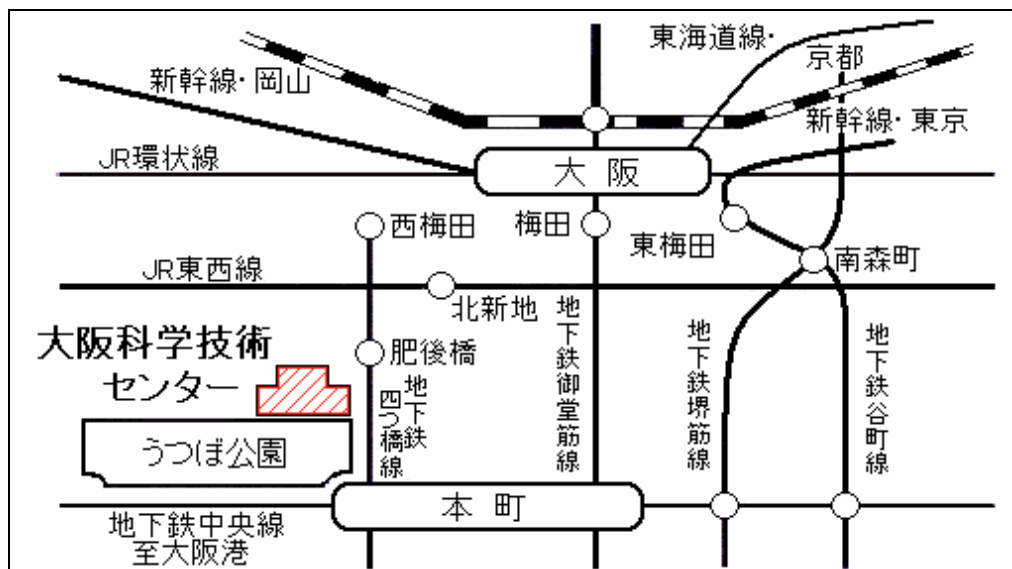 東海道線・
京都
新幹線・岡山
新幹線・東京
JR環状線
大阪
西梅田
梅田
東梅田
南森町
JR東西線
北新地
大阪科学技術
センター
肥後橋
地下鉄
四つ橋線
地下鉄御堂筋線
地下鉄堺筋線
地下鉄谷町線
うつぼ公園
本町
地下鉄中央線
至大阪港